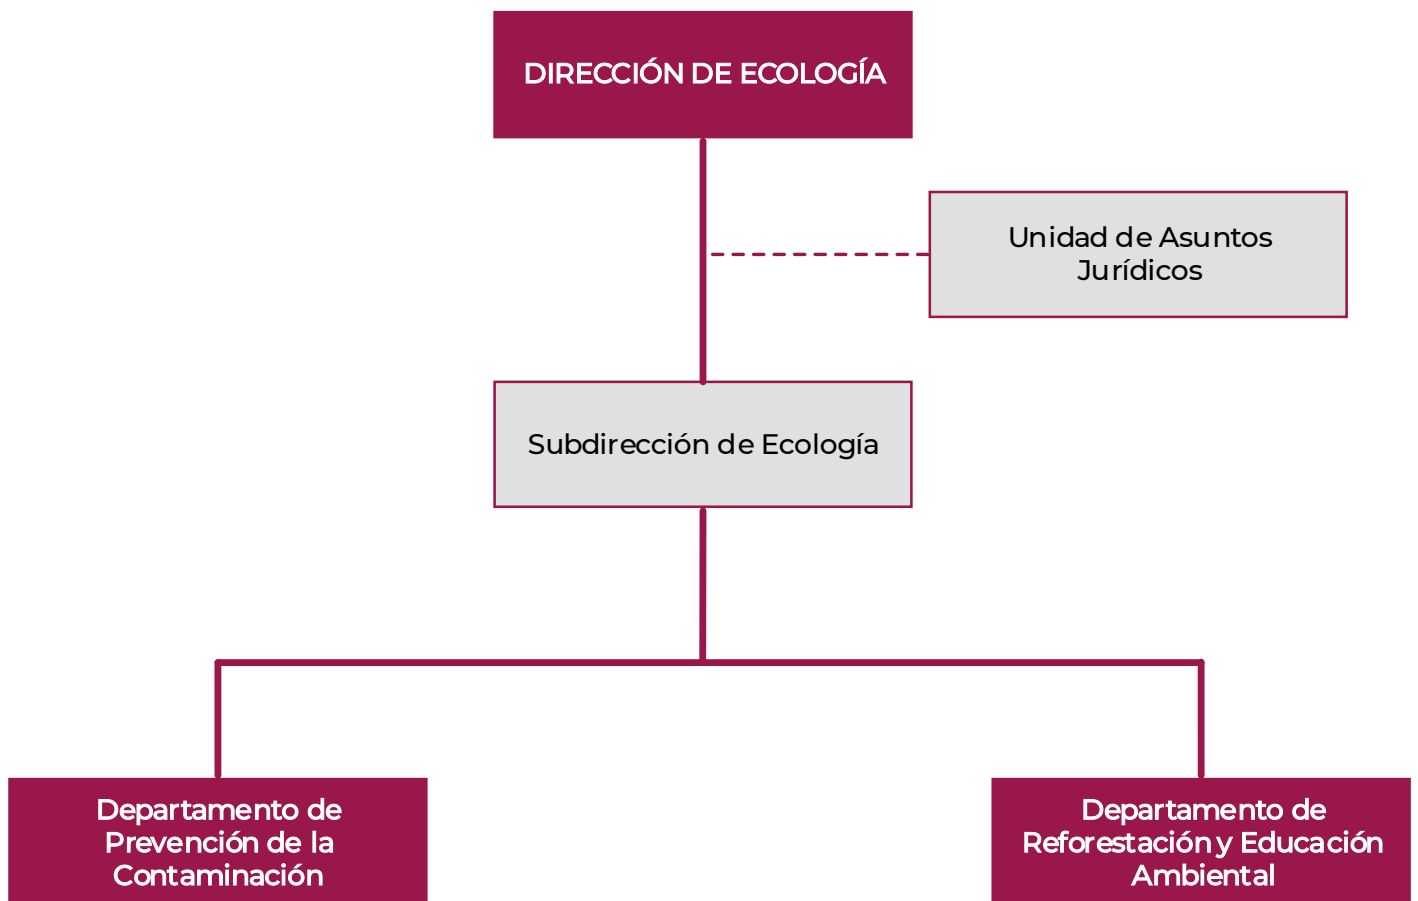 DIRECCIÓN DE ECOLOGÍA
Unidad de Asuntos
Jurídicos
Subdirección de Ecología
Departamento de
Prevención de la
Contaminación
Departamento de
Reforestación y Educación
Ambiental